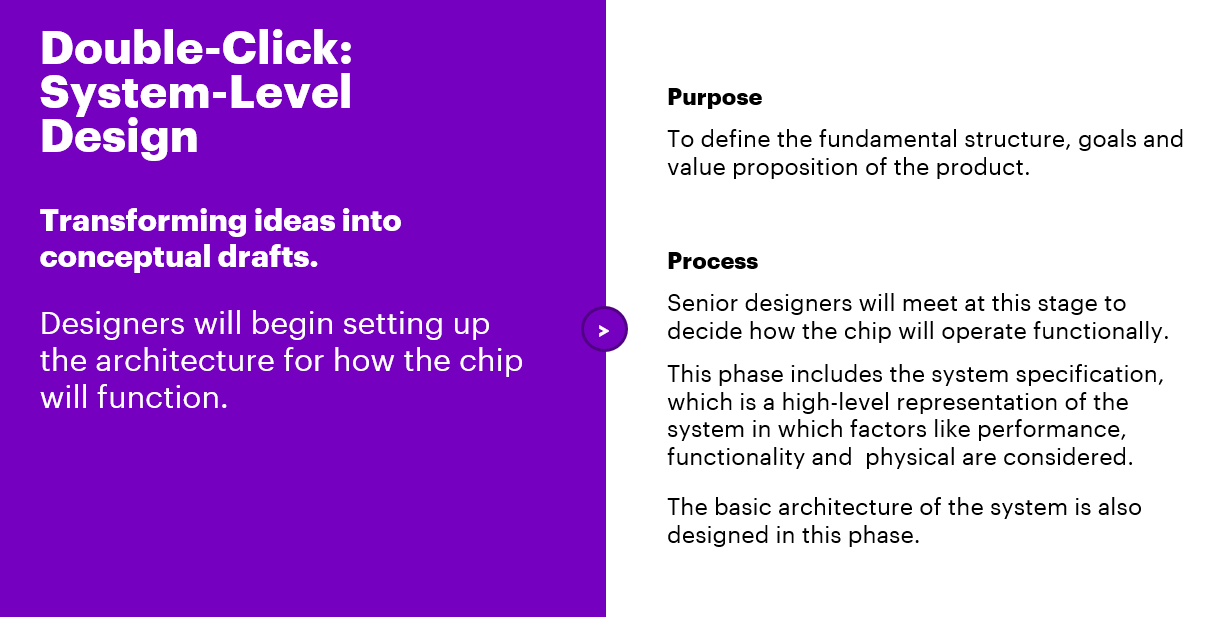 Double-Click:
System-Level
Design
Transforming ideas into
conceptual drafts.
Designers will begin setting up
the architecture for how the chip
will function.
>
Purpose
To define the fundamental structure, goals and
value proposition of the product.
Process
Senior designers will meet at this stage to
decide how the chip will operate functionally.
This phase includes the system specification,
which is a high-level representation of the
system in which factors like performance,
functionality and  physical are considered.
The basic architecture of the system is also
designed in this phase.